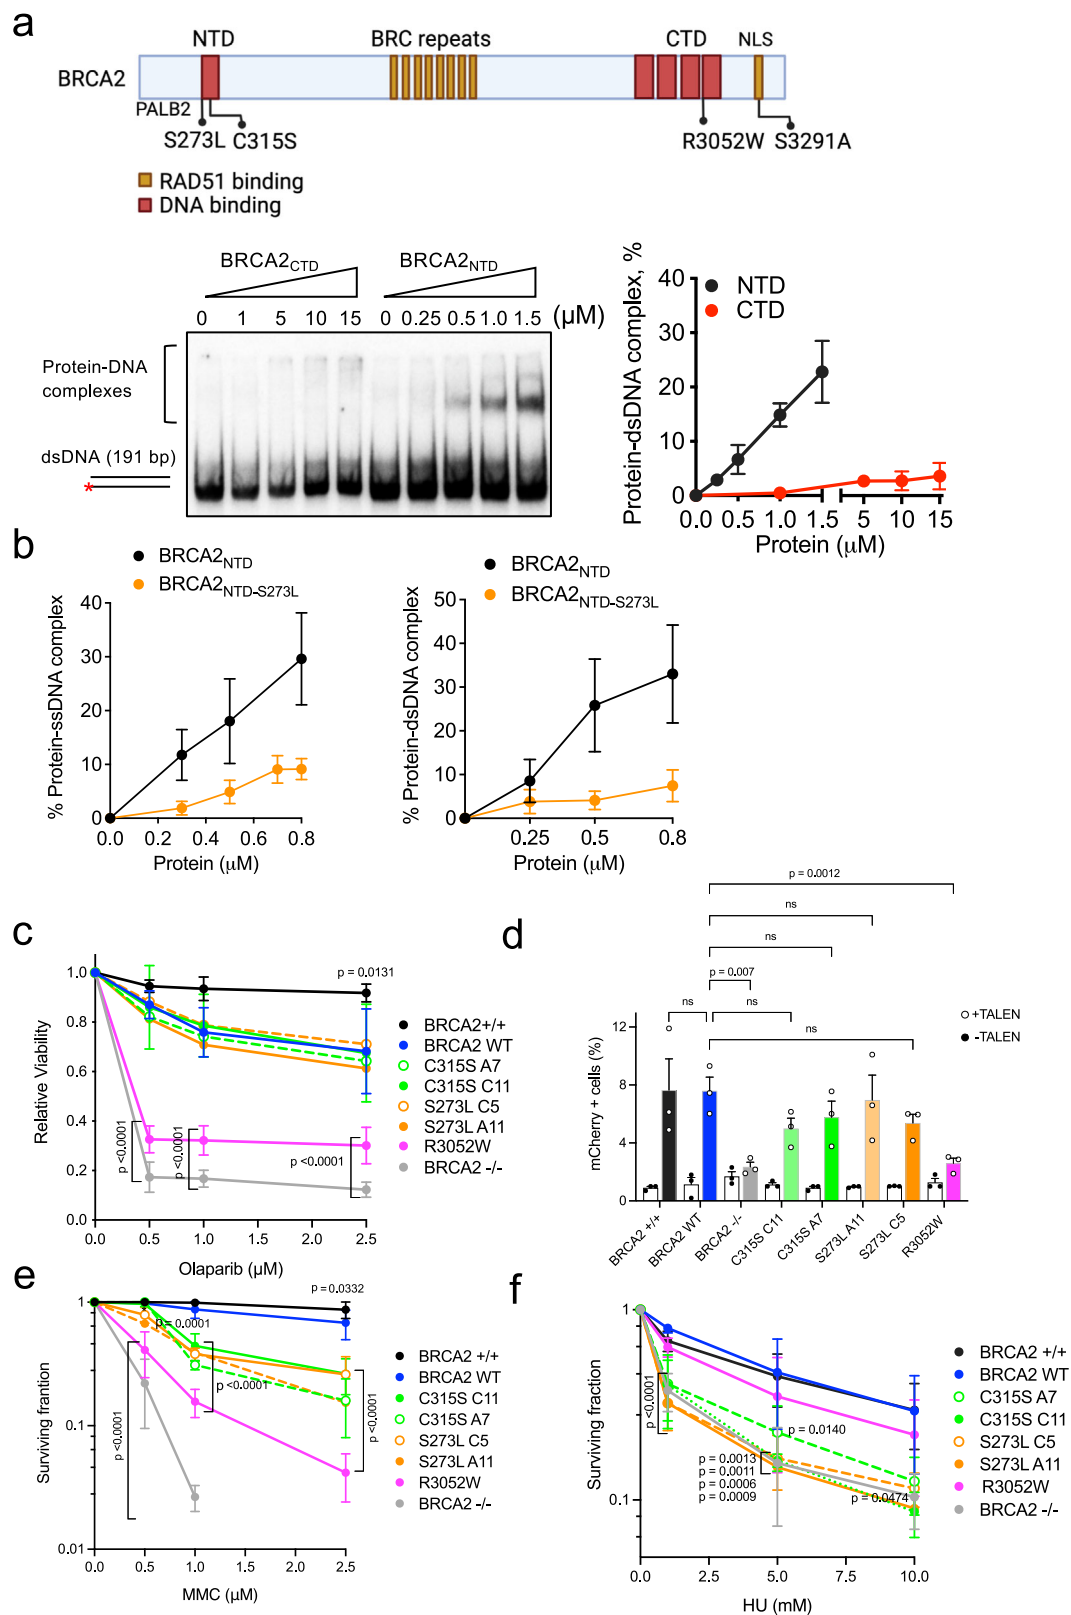 a
NTD
BRC repeats
CTD
NLS
BRCA2
PALB2
S273L C315S
R3052W S3291A
RAD51 binding
DNA binding
BRCA2CTD
BRCA2NTD
0 1 5 10 15 0 0.25 0.5 1.0 1.5 (μM)
Protein-DNA
complexes
dsDNA (191 bp)
*
Protein-dsDNA complex, %
NTD
CTD
40
30
20
10
0
0.5 1.0 1.5 5 10 15
Protein (μM)
b
BRCA2NTD
BRCA2NTD-S273L
% Protein-ssDNA complex
40
30
20
10
0
0.0 0.2 0.4 0.6 0.8
Protein (μM)
BRCA2NTD
BRCA2NTD-S273L
% Protein-dsDNA complex
50
40
30
20
10
0
0.25 0.5 0.8
Protein (μM)
c
Relative Viability
1.0
0.8
0.6
0.4
0.2
0.0
0.0 0.5 1.0 1.5 2.0 2.5
Olaparib (μM)
p = 0.0131
p <0.0001
p <0.0001
p <0.0001
BRCA2+/+
BRCA2 WT
C315S A7
C315S C11
S273L C5
S273L A11
R3052W
BRCA2 -/-
d
p = 0.0012
ns
ns
p = 0.007
ns
ns
ns
+TALEN
-TALEN
mCherry + cells (%)
12
8
4
0
BRCA2 +/+
BRCA2 WT
BRCA2 -/-
C315S C11
C315S A7
S273L A11
S273L C5
R3052W
e
Surviving frantion
1
0.1
0.01
0.0 0.5 1.0 1.5 2.0 2.5
MMC (μM)
p = 0.0332
p = 0.0001
p <0.0001
p <0.0001
p <0.0001
BRCA2 +/+
BRCA2 WT
C315S C11
C315S A7
S273L C5
S273L A11
R3052W
BRCA2 -/-
f
Surviving fraction
1
0.1
0.0 2.5 5.0 7.5 10.0
HU (mM)
p <0.0001
p = 0.0140
p = 0.0013
p = 0.0011
p = 0.0006
p = 0.0009
p = 0.0474
BRCA2 +/+
BRCA2 WT
C315S A7
C315S C11
S273L C5
S273L A11
R3052W
BRCA2 -/-